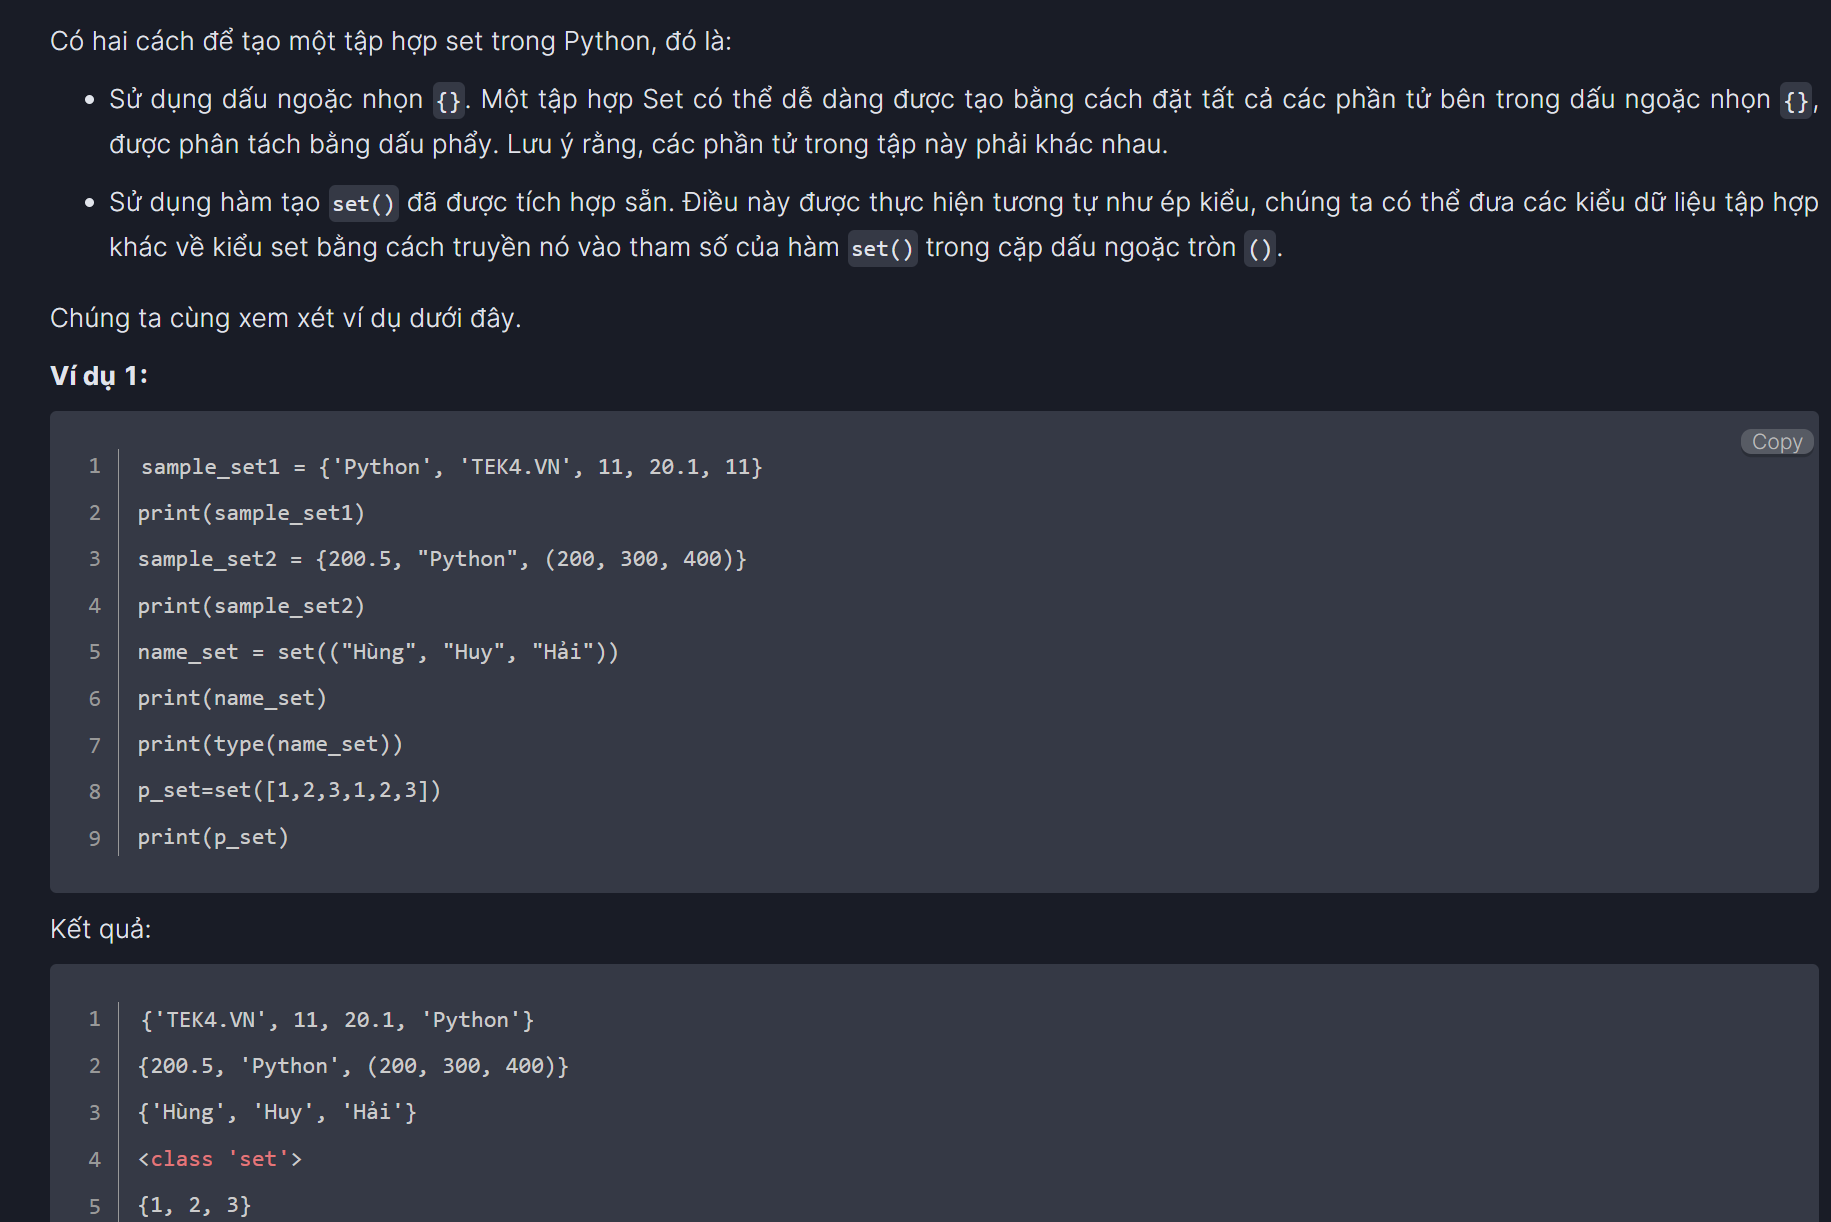 Có hai cách để tạo một tập hợp set trong Python, đó là:
• Sử dụng dấu ngoặc nhọn {}. Một tập hợp Set có thể dễ dàng được tạo bằng cách đặt tất cả các phần tử bên trong dấu ngoặc nhọn {},
được phân tách bằng dấu phẩy. Lưu ý rằng, các phần tử trong tập này phải khác nhau.
• Sử dụng hàm tạo set() đã được tích hợp sẵn. Điều này được thực hiện tương tự như ép kiểu, chúng ta có thể đưa các kiểu dữ liệu tập hợp
khác về kiểu set bằng cách truyền nó vào tham số của hàm set() trong cặp dấu ngoặc tròn ().
Chúng ta cùng xem xét ví dụ dưới đây.
Ví dụ 1:
Copy
1 sample_set1 = {'Python', 'TEK4.VN', 11, 20.1, 11}
2 print(sample_set1)
3 sample_set2 = {200.5, "Python", (200, 300, 400)}
4 print(sample_set2)
5 name_set = set(("Hùng", "Huy", "Hải"))
6 print(name_set)
7 print(type(name_set))
8 p_set=set([1,2,3,1,2,3])
9 print(p_set)
Kết quả:
1 {'TEK4.VN', 11, 20.1, 'Python'}
2 {200.5, 'Python', (200, 300, 400)}
3 {'Hùng', 'Huy', 'Hải'}
4 <class 'set'>
5 {1, 2, 3}